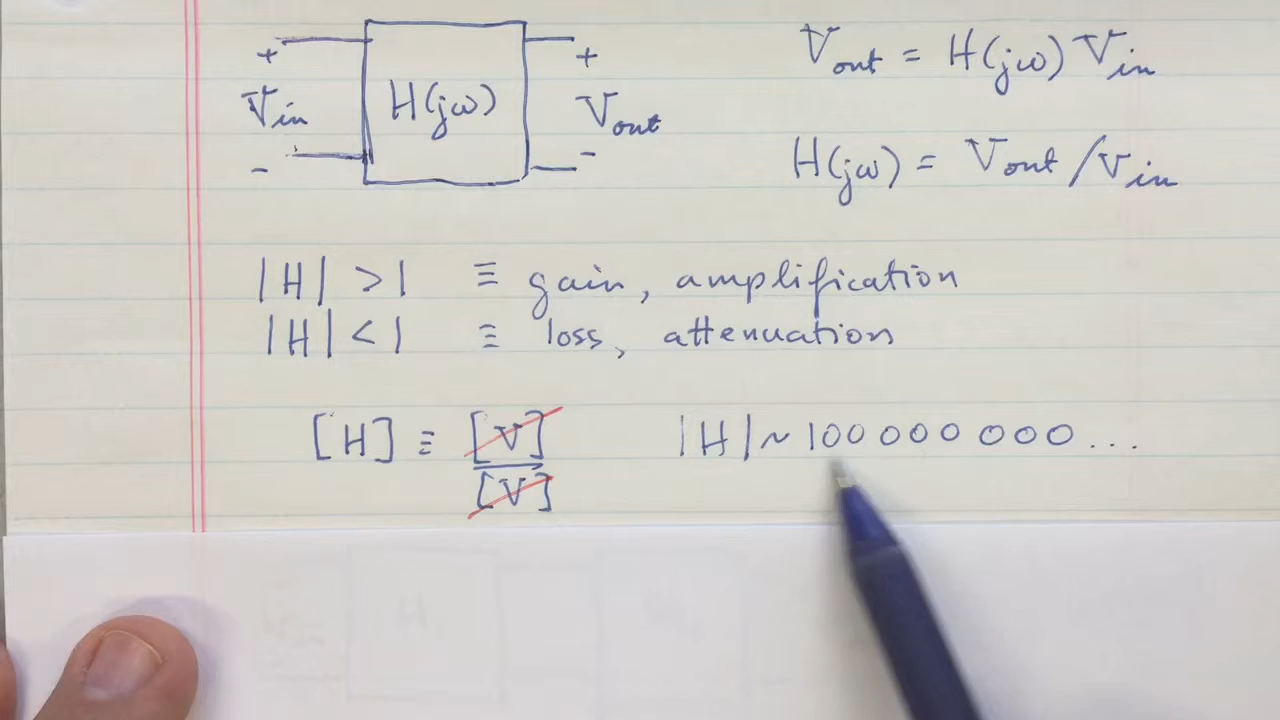 + +
Vin H(jω) Vout
- -
Vout = H(jω) Vin
H(jω) = Vout / Vin
|H| > 1 ≡ gain, amplification
|H| < 1 ≡ loss, attenuation
[H] ≡ [V] / [V]
|H| ~ 100 000 000...